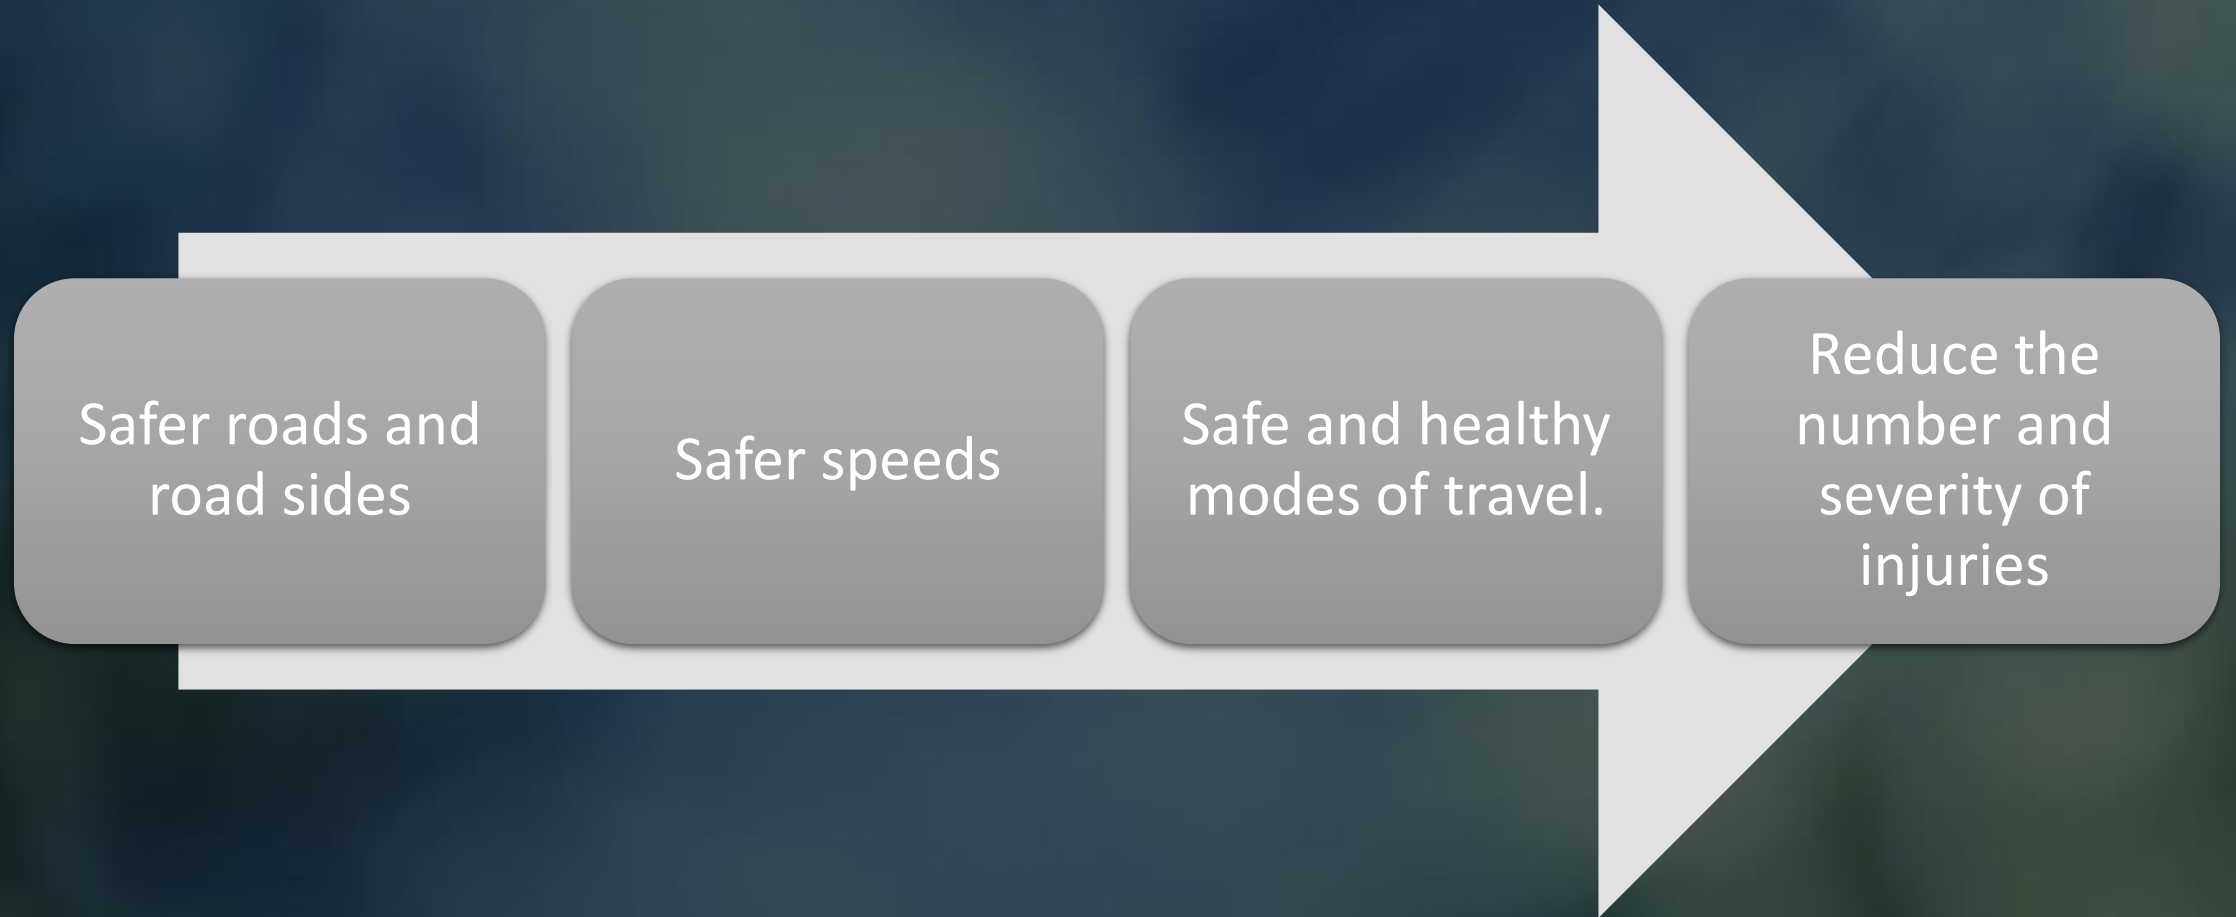 Safer roads and
road sides
Safer speeds
Safe and healthy
modes of travel.
Reduce the
number and
severity of
injuries